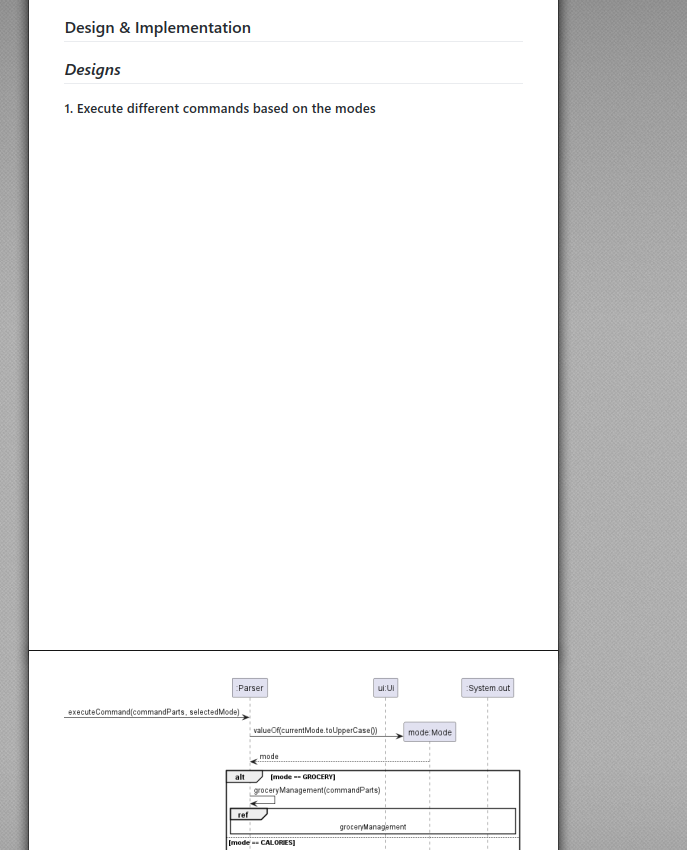 Design & Implementation
Designs
1. Execute different commands based on the modes
:Parser
ui:Ui
:System.out
executeCommand(commandParts, selectedMode)
valueOf(currentMode.toUpperCase())
mode:Mode
mode
alt [mode == GROCERY]
groceryManagement(commandParts)
ref
groceryManagement
[mode == CALORIES]